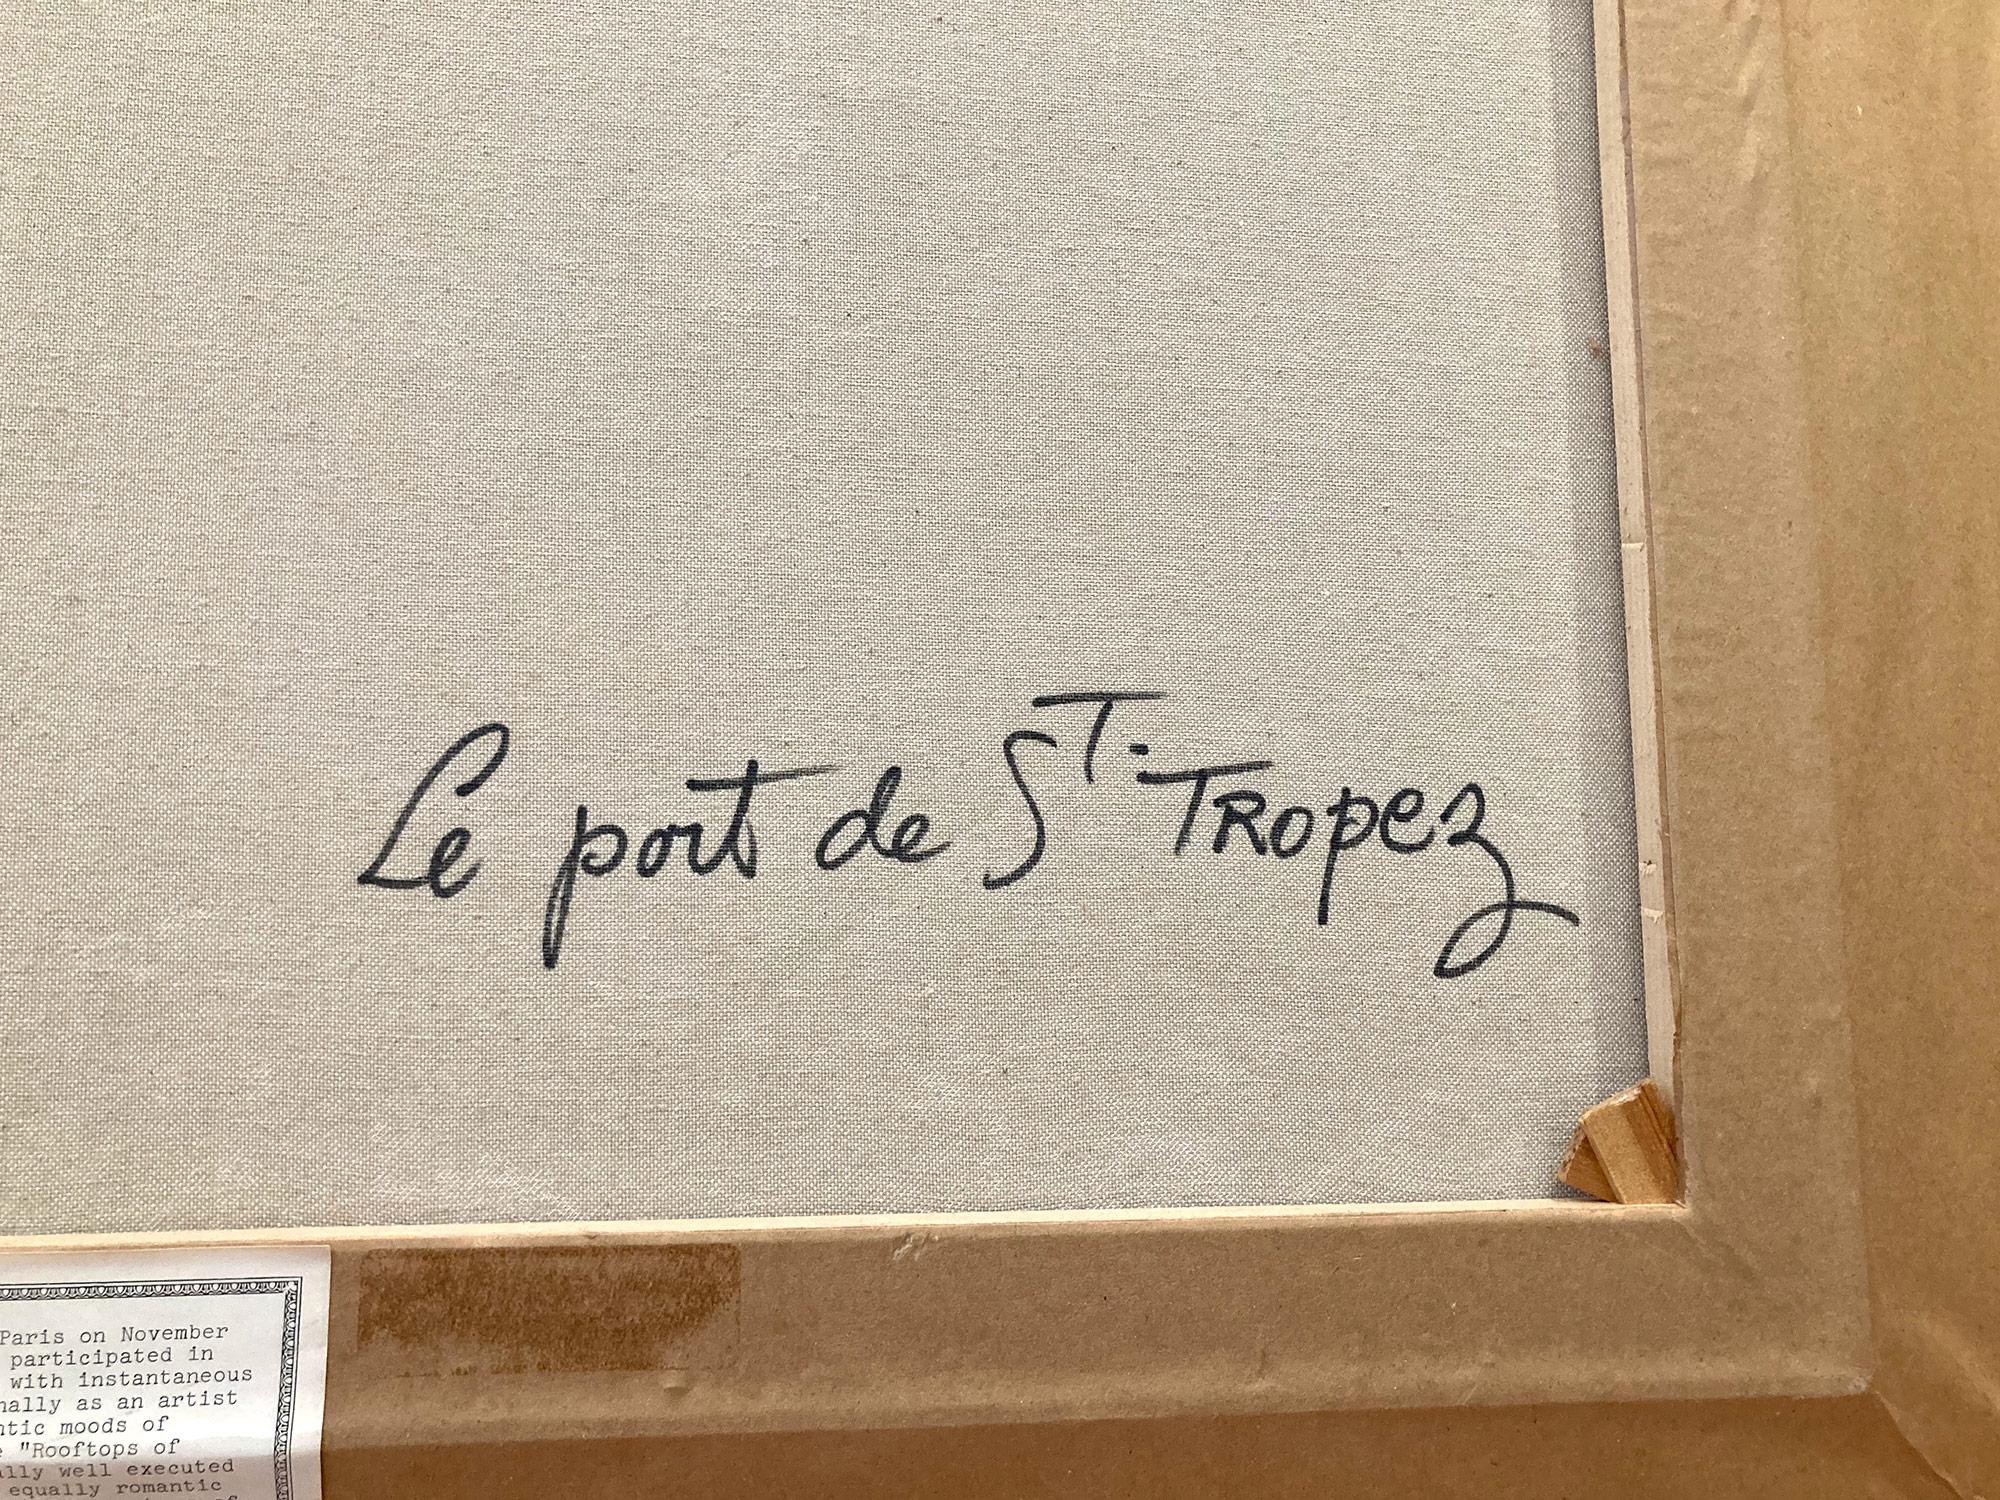 Le port de ST. TROpez
Paris on November
participated in
with instantaneous
nally as an artist
ntic moods of
"Rooftops of
lly well executed
equally romantic